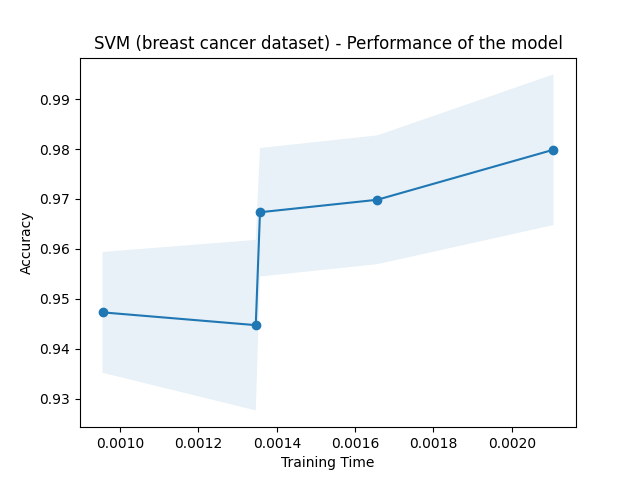 SVM (breast cancer dataset) - Performance of the model
0.99
0.98
0.97
0.96
0.95
0.94
0.93
Accuracy
0.0010 0.0012 0.0014 0.0016 0.0018 0.0020
Training Time